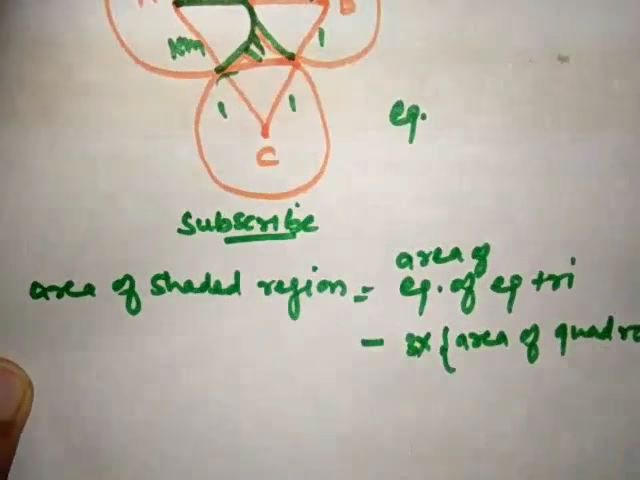 B
1cm
1
1
1
C
eq.
Subscribe
area of
area of shaded region = eq. of eq tri
- 3x{area of quadra